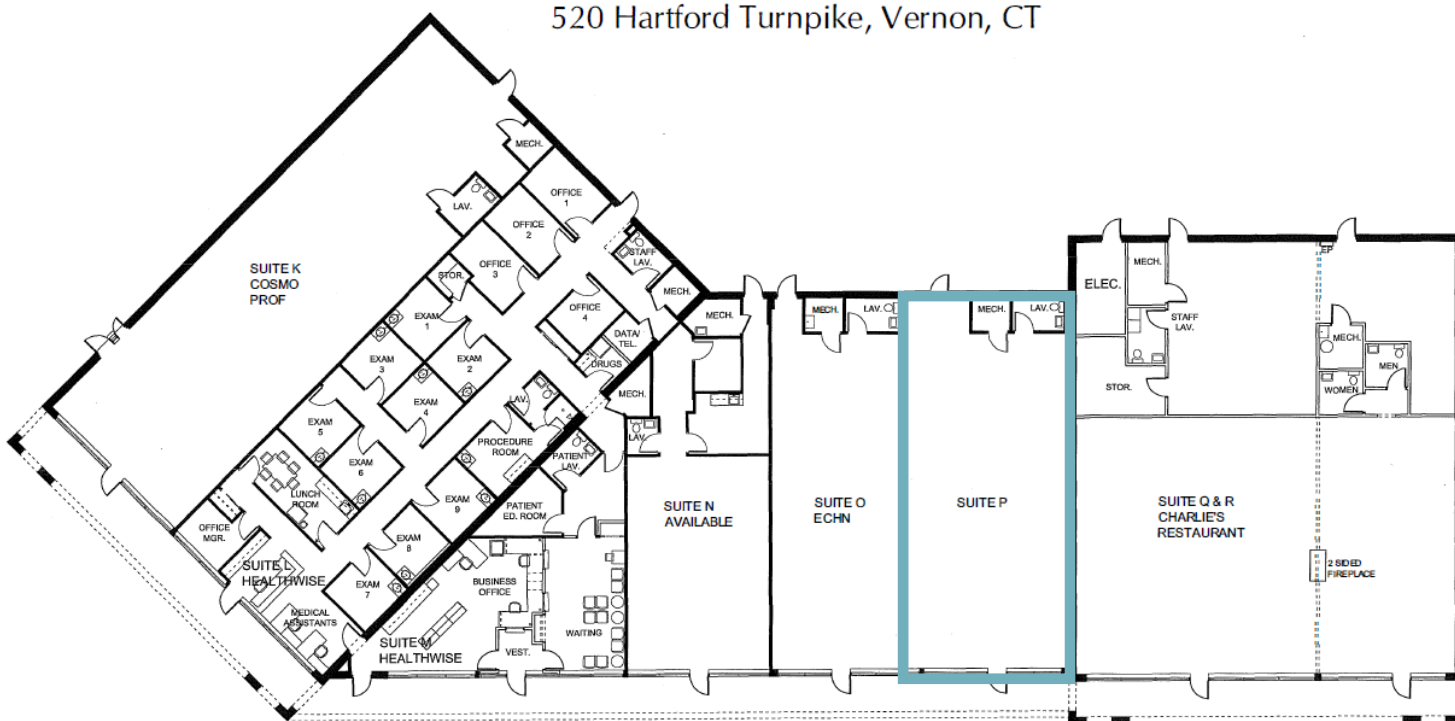 520 Hartford Turnpike, Vernon, CT
MECH.
LAV.
OFFICE
1
OFFICE
2
OFFICE
3
STOR.
STAFF
LAV.
MECH.
SUITE K
COSMO
PROF
OFFICE
4
DATA/
TEL.
DRUGS
EXAM
1
EXAM
2
EXAM
3
EXAM
4
EXAM
5
EXAM
6
LAV.
PROCEDURE
ROOM
PATIENT
LAV.
PATIENT
ED. ROOM
LUNCH
ROOM
EXAM
9
EXAM
8
EXAM
7
OFFICE
MGR.
SUITE L
HEALTHWISE
MEDICAL
ASSISTANTS
SUITE M
HEALTHWISE
BUSINESS
OFFICE
VEST.
WAITING
MECH.
MECH.
LAV.
SUITE N
AVAILABLE
MECH.
LAV.
SUITE O
ECHN
MECH.
LAV.
SUITE P
ELEC.
MECH.
STAFF
LAV.
STOR.
EP
MECH.
MEN
WOMEN
SUITE Q & R
CHARLIE'S
RESTAURANT
2 SIDED
FIREPLACE